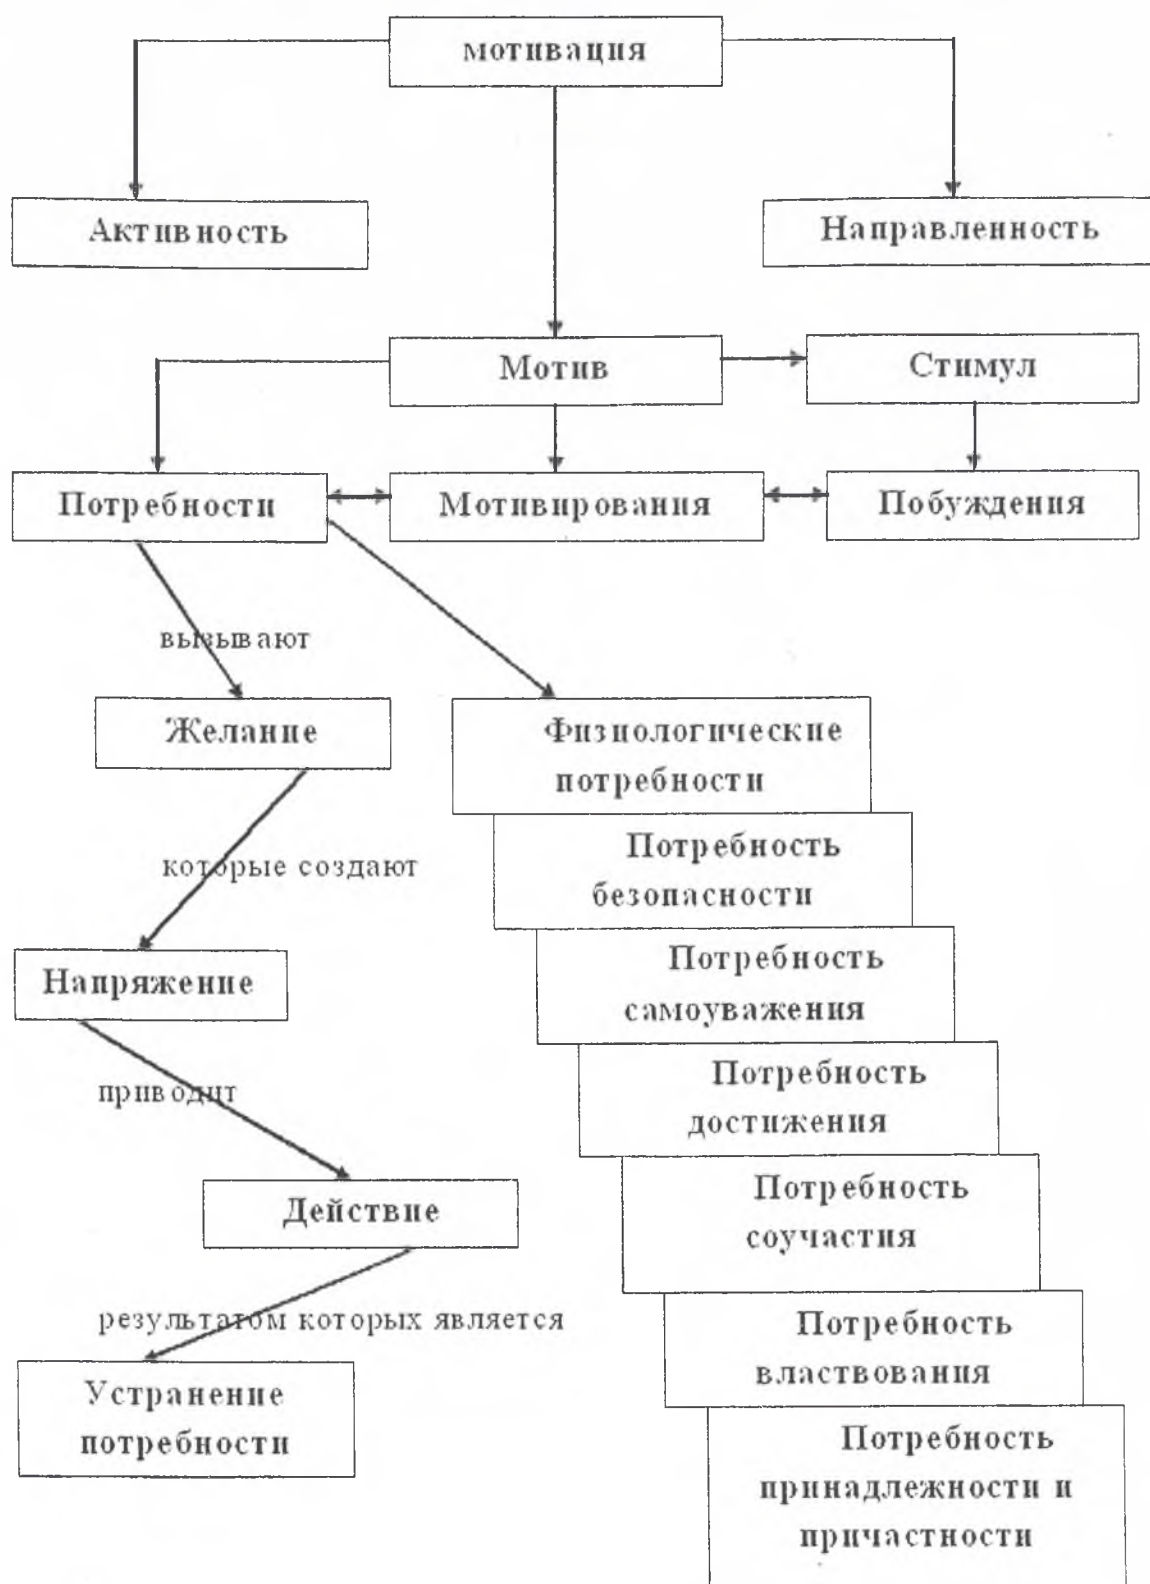 мотивация
Активность
Направленность
Мотив
Стимул
Потребности
Мотивирования
Побуждения
вызывают
Желание
Физиологические
потребности
Потребность
безопасности
которые создают
Напряжение
Потребность
самоуважения
приводит
Потребность
достижения
Действие
Потребность
соучастия
результатом которых является
Устранение
потребности
Потребность
властвования
Потребность
принадлежности и
причастности